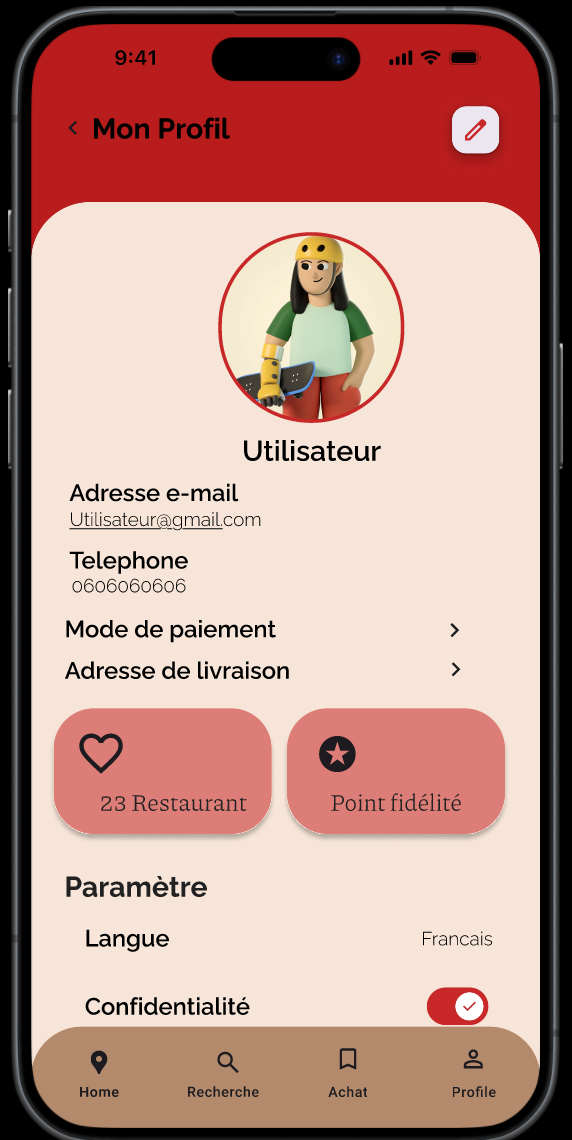 9:41
Mon Profil
Utilisateur
Adresse e-mail
Utilisateur@gmail.com
Telephone
0606060606
Mode de paiement
Adresse de livraison
23 Restaurant
Point fidélité
Paramètre
Langue
Francais
Confidentialité
Home
Recherche
Achat
Profile